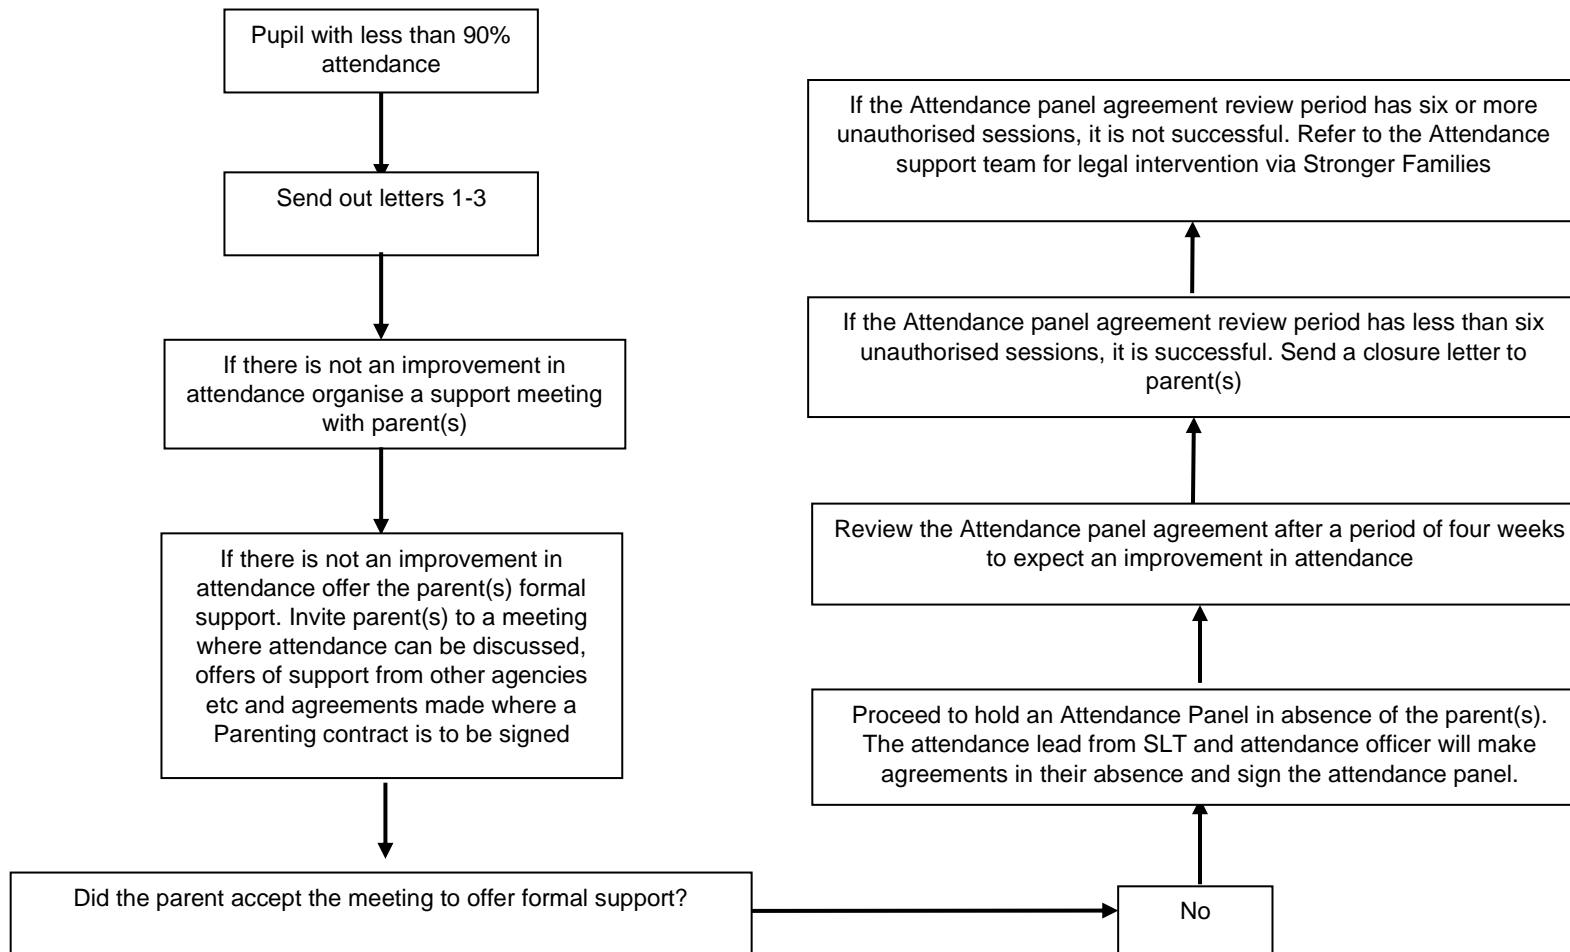 Pupil with less than 90%
attendance
Send out letters 1-3
If there is not an improvement in
attendance organise a support meeting
with parent(s)
If there is not an improvement in
attendance offer the parent(s) formal
support. Invite parent(s) to a meeting
where attendance can be discussed,
offers of support from other agencies
etc and agreements made where a
Parenting contract is to be signed
Did the parent accept the meeting to offer formal support?
No
Proceed to hold an Attendance Panel in absence of the parent(s).
The attendance lead from SLT and attendance officer will make
agreements in their absence and sign the attendance panel.
Review the Attendance panel agreement after a period of four weeks
to expect an improvement in attendance
If the Attendance panel agreement review period has less than six
unauthorised sessions, it is successful. Send a closure letter to
parent(s)
If the Attendance panel agreement review period has six or more
unauthorised sessions, it is not successful. Refer to the Attendance
support team for legal intervention via Stronger Families